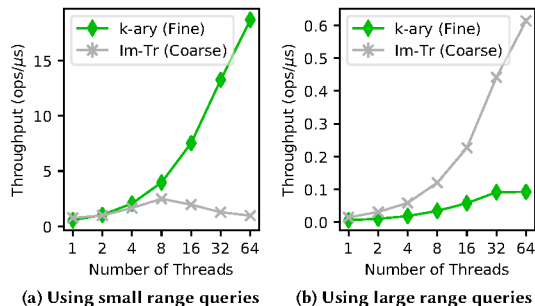 k-ary (Fine)
Im-Tr (Coarse)
Throughput (ops/μs)
15
10
5
0
1 2 4 8 16 32 64
Number of Threads
(a) Using small range queries
k-ary (Fine)
Im-Tr (Coarse)
Throughput (ops/μs)
0.6
0.5
0.4
0.3
0.2
0.1
0.0
1 2 4 8 16 32 64
Number of Threads
(b) Using large range queries